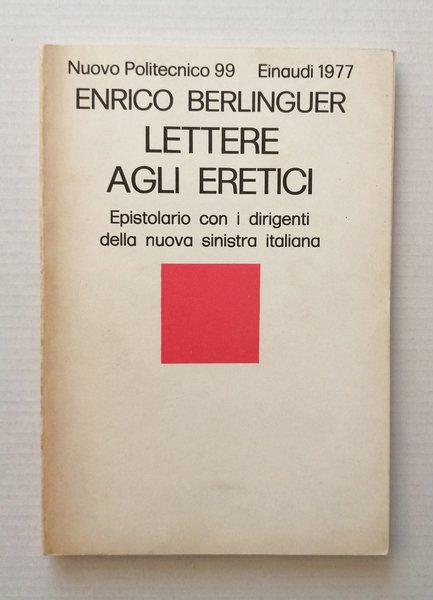 Nuovo Politecnico 99 Einaudi 1977
ENRICO BERLINGUER
LETTERE
AGLI ERETICI
Epistolario con i dirigenti
della nuova sinistra italiana